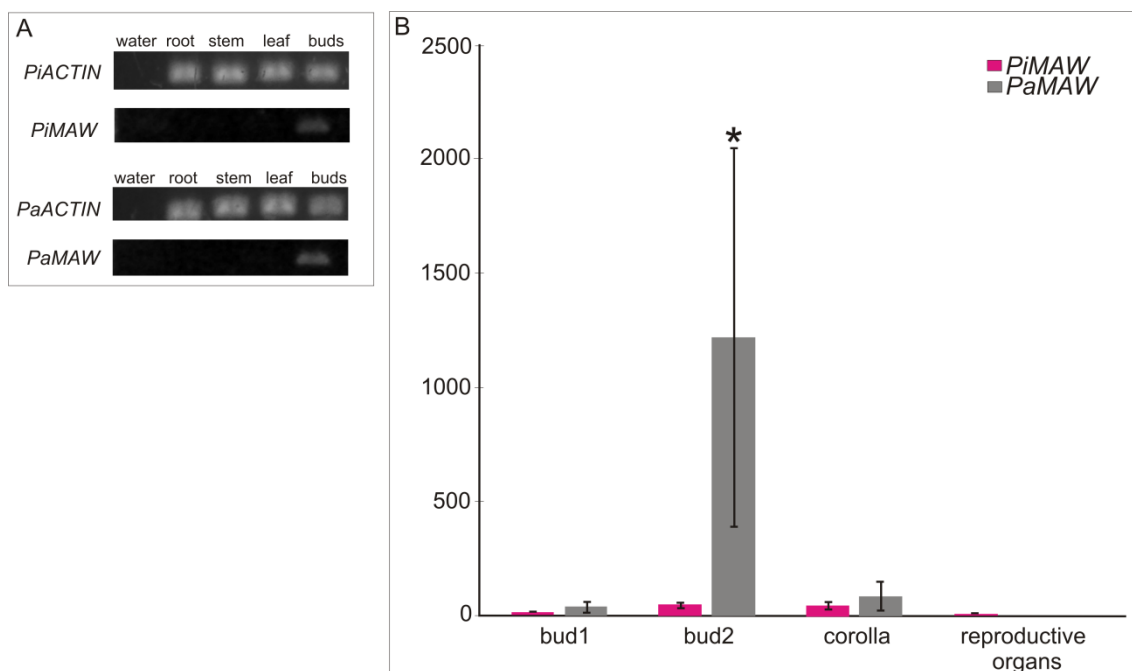 A
water root stem leaf buds
PiACTIN
PiMAW
water root stem leaf buds
PaACTIN
PaMAW
B
2500
2000
1500
1000
500
0
PiMAW
PaMAW
*
bud1 bud2 corolla reproductive
organs